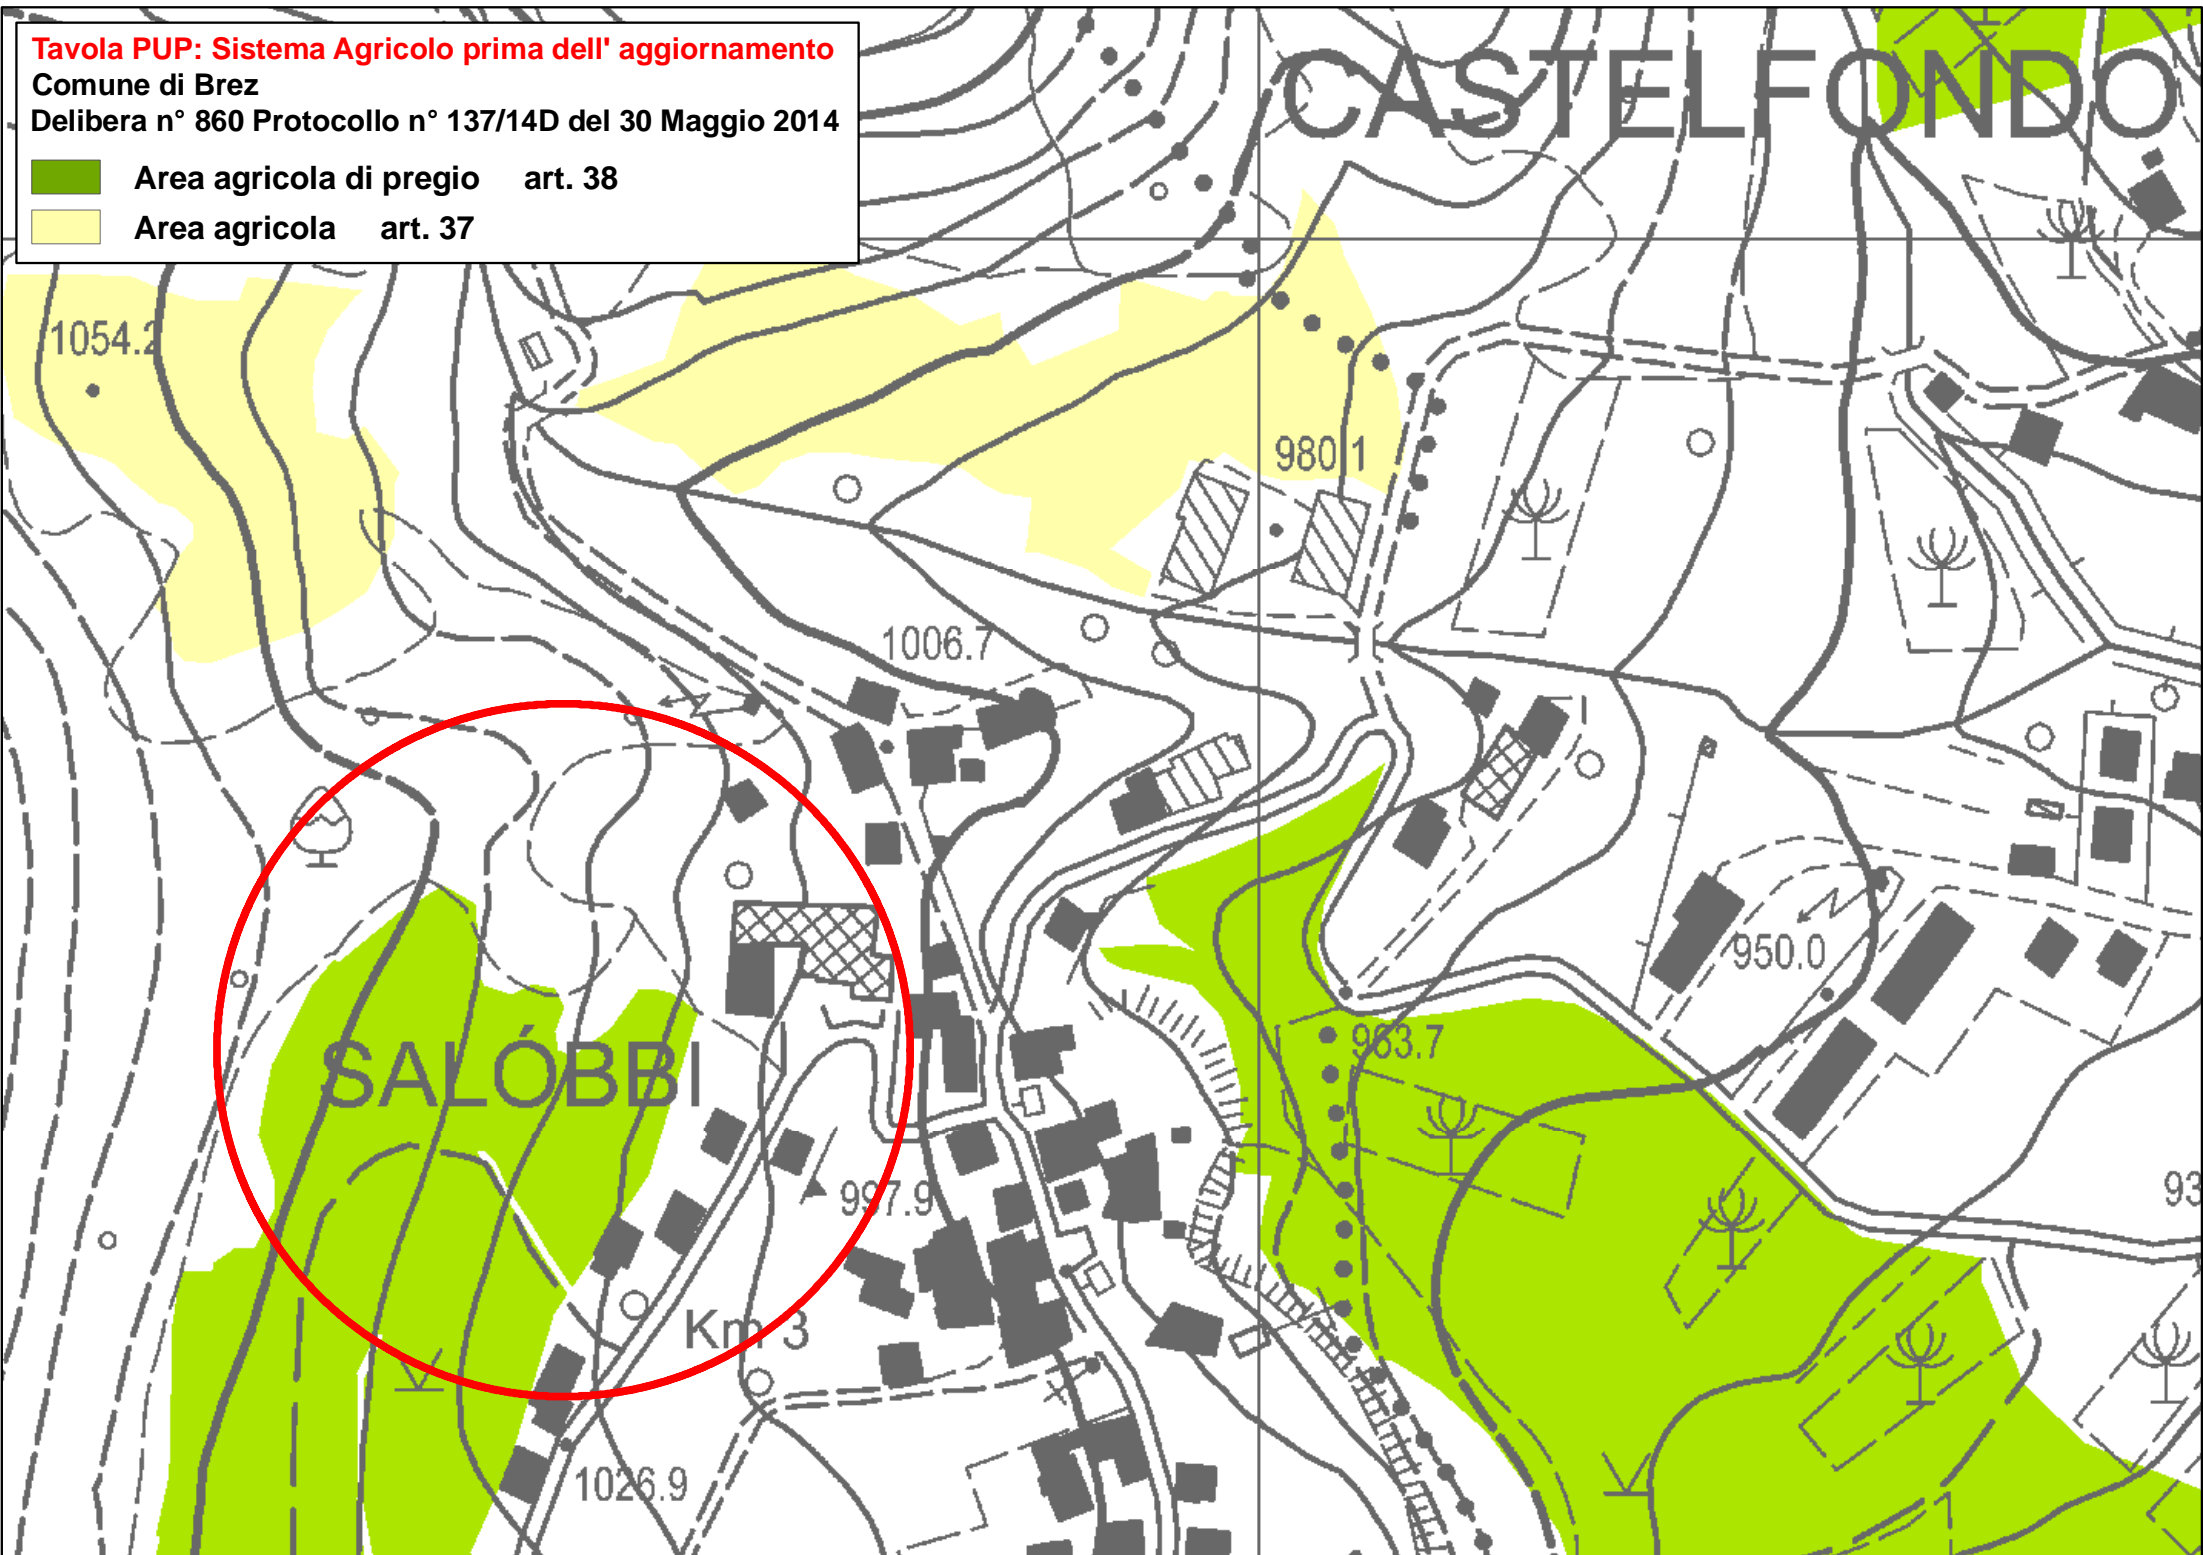 Tavola PUP: Sistema Agricolo prima dell' aggiornamento
Comune di Brez
Delibera n° 860 Protocollo n° 137/14D del 30 Maggio 2014
Area agricola di pregio art. 38
Area agricola art. 37
CASTELFONDO
1054.2
980.1
1006.7
950.0
963.7
SALÓBBI
997.9
93
Km 3
1026.9